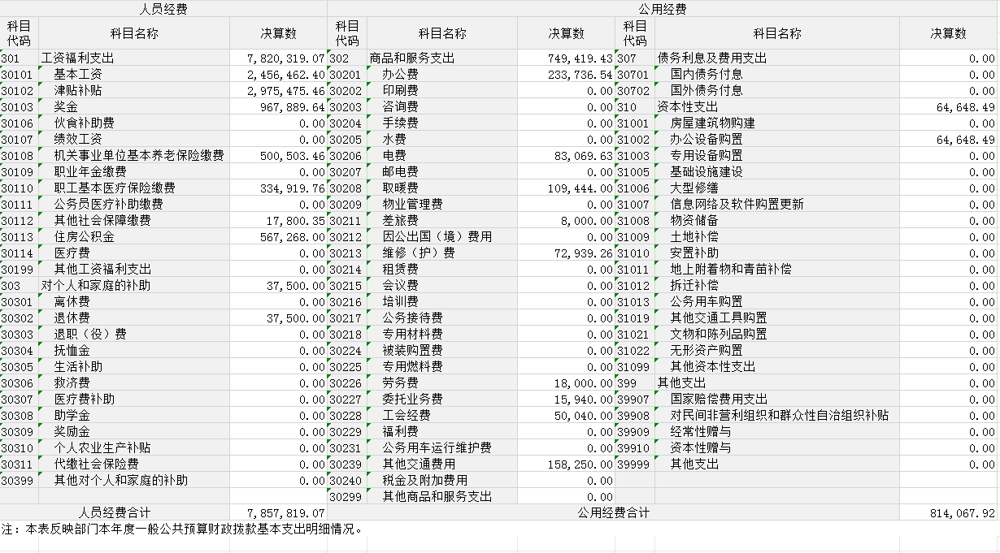 人员经费 公用经费
科目代码 科目名称 决算数 科目代码 科目名称 决算数 科目代码 科目名称 决算数
301 工资福利支出 7,820,319.07 302 商品和服务支出 749,419.43 307 债务利息及费用支出 0.00
30101 基本工资 2,456,462.40 30201 办公费 233,736.54 30701 国内债务付息 0.00
30102 津贴补贴 2,975,475.46 30202 印刷费 0.00 30702 国外债务付息 0.00
30103 奖金 967,889.64 30203 咨询费 0.00 310 资本性支出 64,648.49
30106 伙食补助费 0.00 30204 手续费 0.00 31001 房屋建筑物购建 0.00
30107 绩效工资 0.00 30205 水费 0.00 31002 办公设备购置 64,648.49
30108 机关事业单位基本养老保险缴费 500,503.46 30206 电费 83,069.63 31003 专用设备购置 0.00
30109 职业年金缴费 0.00 30207 邮电费 0.00 31005 基础设施建设 0.00
30110 职工基本医疗保险缴费 334,919.76 30208 取暖费 109,444.00 31006 大型修缮 0.00
30111 公务员医疗补助缴费 0.00 30209 物业管理费 0.00 31007 信息网络及软件购置更新 0.00
30112 其他社会保障缴费 17,800.35 30211 差旅费 8,000.00 31008 物资储备 0.00
30113 住房公积金 567,268.00 30212 因公出国（境）费用 0.00 31009 土地补偿 0.00
30114 医疗费 0.00 30213 维修（护）费 72,939.26 31010 安置补助 0.00
30199 其他工资福利支出 0.00 30214 租赁费 0.00 31011 地上附着物和青苗补偿 0.00
303 对个人和家庭的补助 37,500.00 30215 会议费 0.00 31012 拆迁补偿 0.00
30301 离休费 0.00 30216 培训费 0.00 31013 公务用车购置 0.00
30302 退休费 37,500.00 30217 公务接待费 0.00 31019 其他交通工具购置 0.00
30303 退职（役）费 0.00 30218 专用材料费 0.00 31021 文物和陈列品购置 0.00
30304 抚恤金 0.00 30224 被装购置费 0.00 31022 无形资产购置 0.00
30305 生活补助 0.00 30225 专用燃料费 0.00 31099 其他资本性支出 0.00
30306 救济费 0.00 30226 劳务费 18,000.00 399 其他支出 0.00
30307 医疗费补助 0.00 30227 委托业务费 15,940.00 39907 国家赔偿费用支出 0.00
30308 助学金 0.00 30228 工会经费 50,040.00 39908 对民间非营利组织和群众性自治组织补贴 0.00
30309 奖励金 0.00 30229 福利费 0.00 39909 经常性赠与 0.00
30310 个人农业生产补贴 0.00 30231 公务用车运行维护费 0.00 39910 资本性赠与 0.00
30311 代缴社会保险费 0.00 30239 其他交通费用 158,250.00 39999 其他支出 0.00
30399 其他对个人和家庭的补助 0.00 30240 税金及附加费用 0.00
30299 其他商品和服务支出 0.00
人员经费合计 7,857,819.07 公用经费合计 814,067.92
注：本表反映部门本年度一般公共预算财政拨款基本支出明细情况。